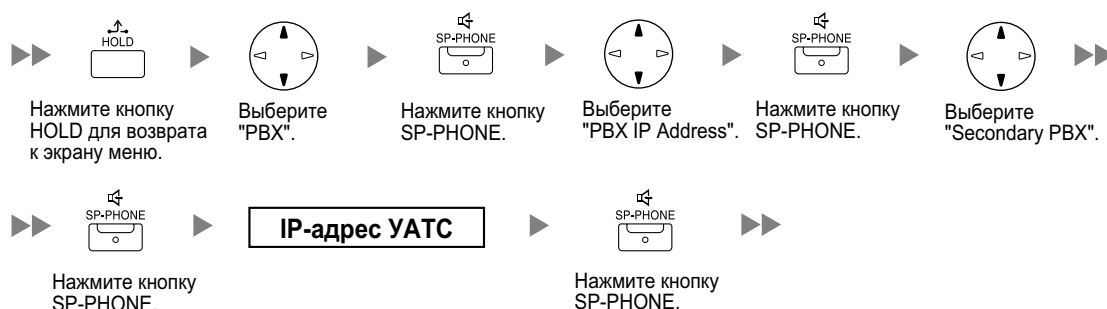 HOLD
SP-PHONE
SP-PHONE
Нажмите кнопку
HOLD для возврата
к экрану меню.
Выберите
"PBX".
Нажмите кнопку
SP-PHONE.
Выберите
"PBX IP Address".
Нажмите кнопку
SP-PHONE.
Выберите
"Secondary PBX".
SP-PHONE
IP-адрес УАТС
SP-PHONE
Нажмите кнопку
SP-PHONE.
Нажмите кнопку
SP-PHONE.